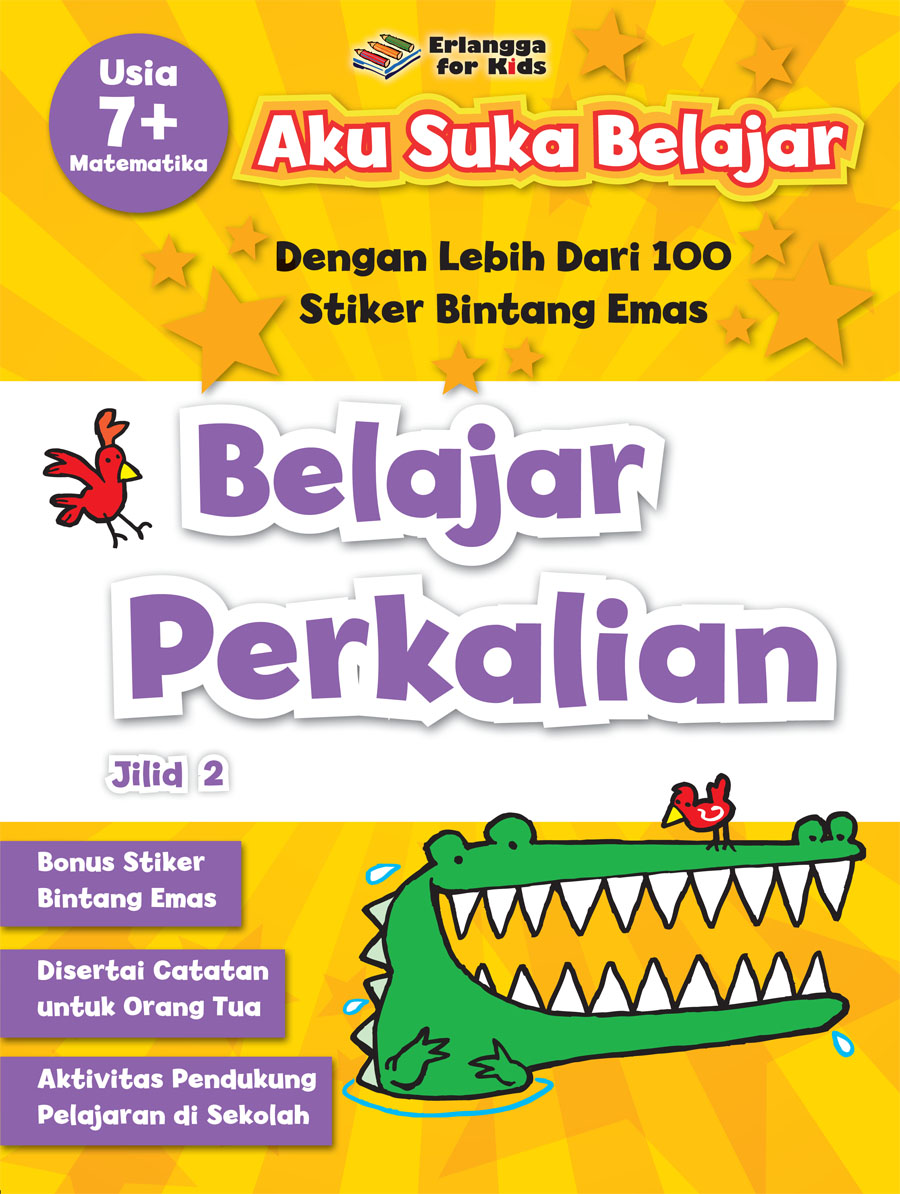 Erlangga
for Kids
Usia
7+
Matematika
Aku Suka Belajar
Dengan Lebih Dari 100
Stiker Bintang Emas
Belajar
Perkalian
Jilid 2
Bonus Stiker
Bintang Emas
Disertai Catatan
untuk Orang Tua
Aktivitas Pendukung
Pelajaran di Sekolah